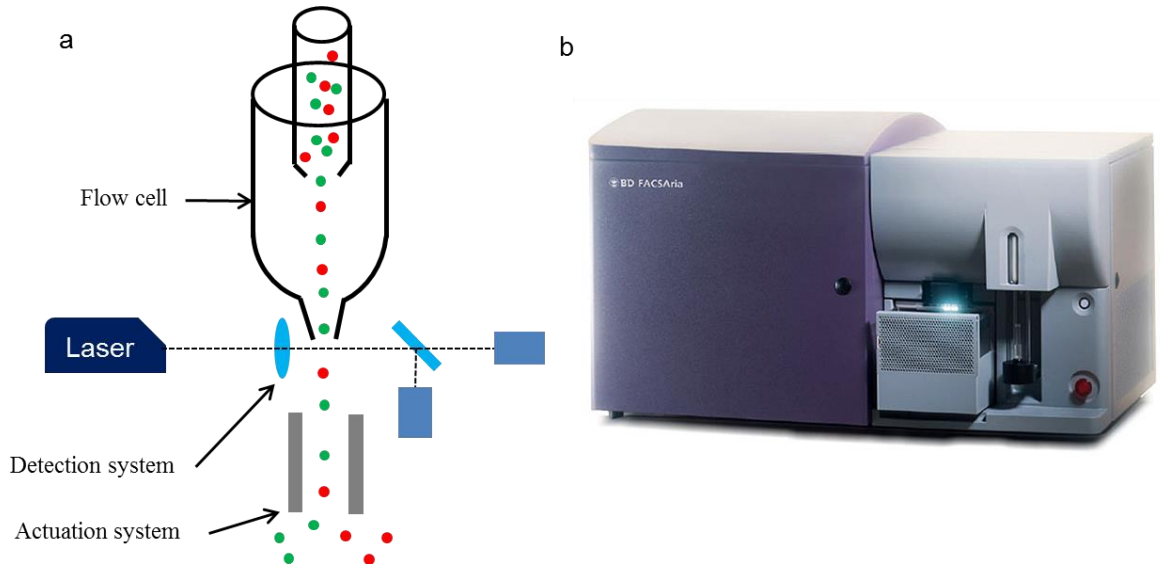 a
b
Flow cell
BD FACSAria
Laser
Detection system
Actuation system